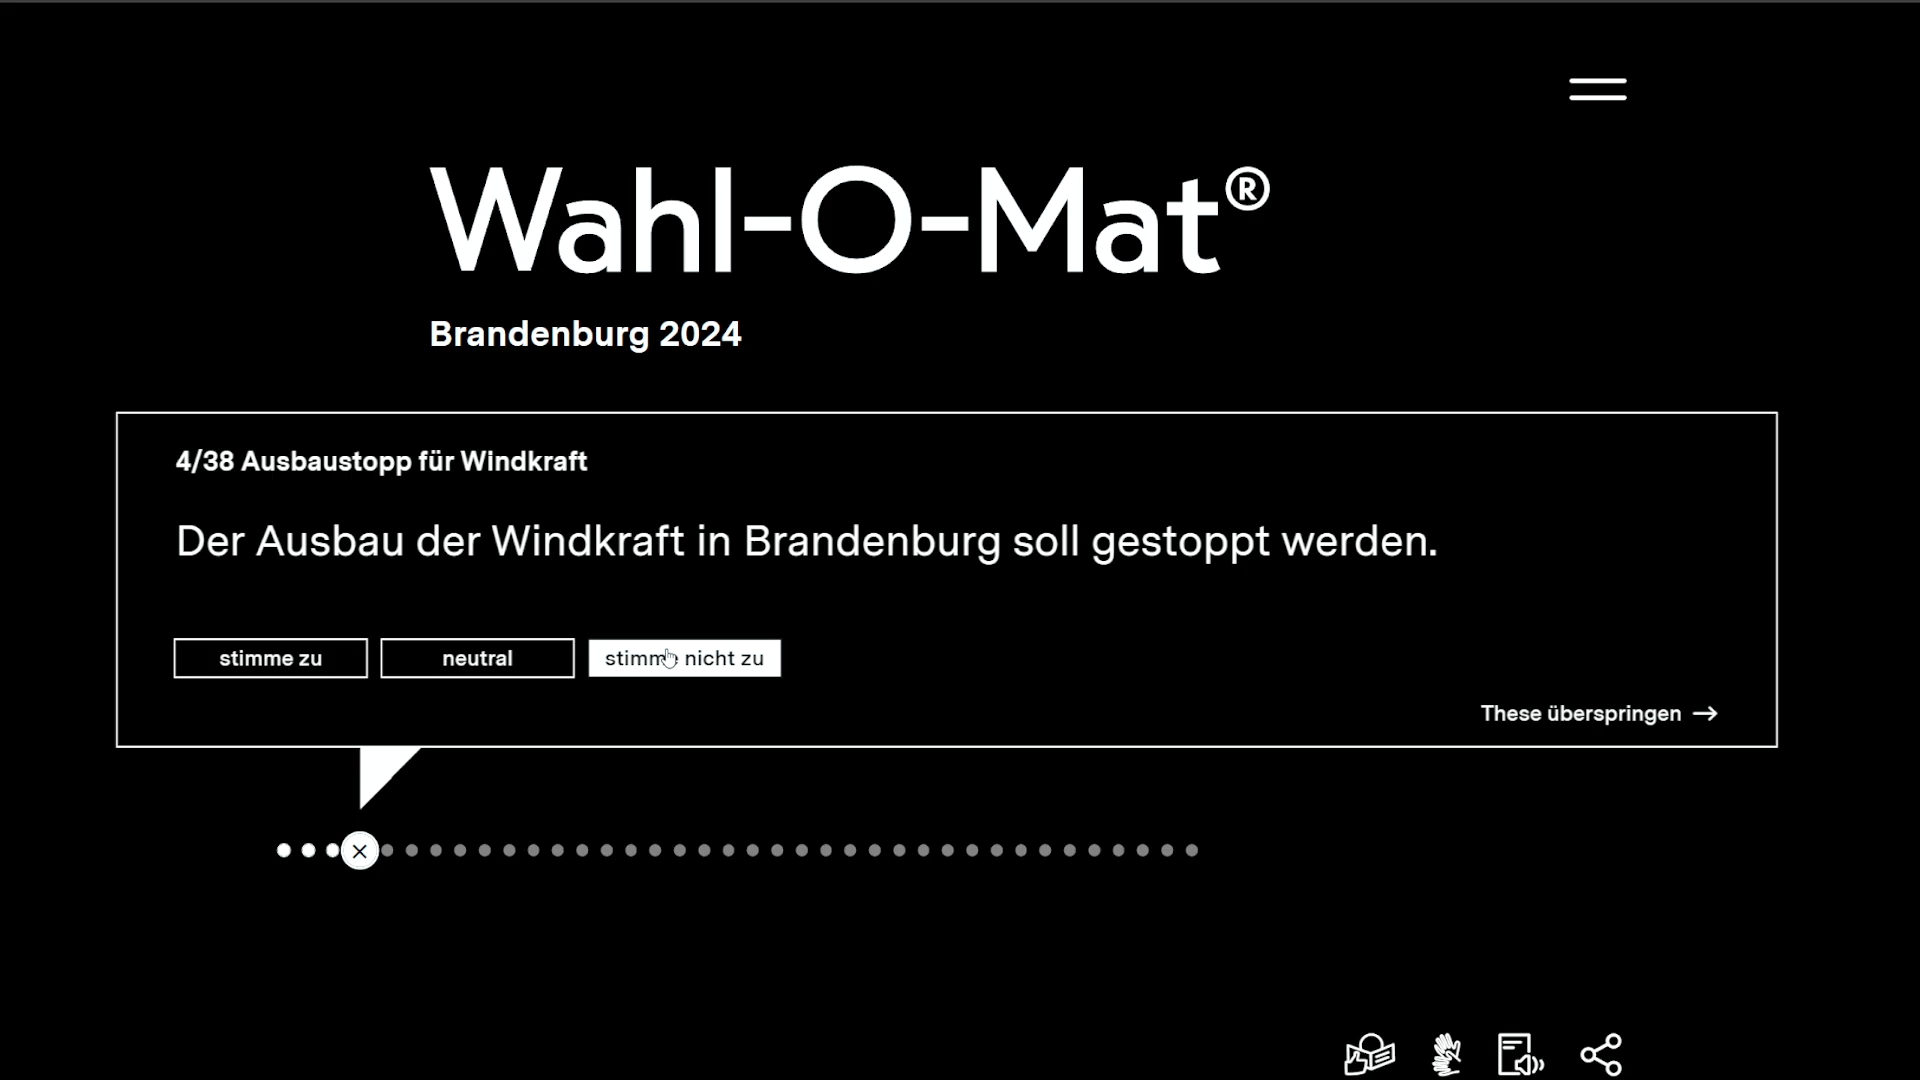 Wahl-O-Mat®
Brandenburg 2024
4/38 Ausbaustopp für Windkraft
Der Ausbau der Windkraft in Brandenburg soll gestoppt werden.
stimme zu
neutral
stimme nicht zu
These überspringen →